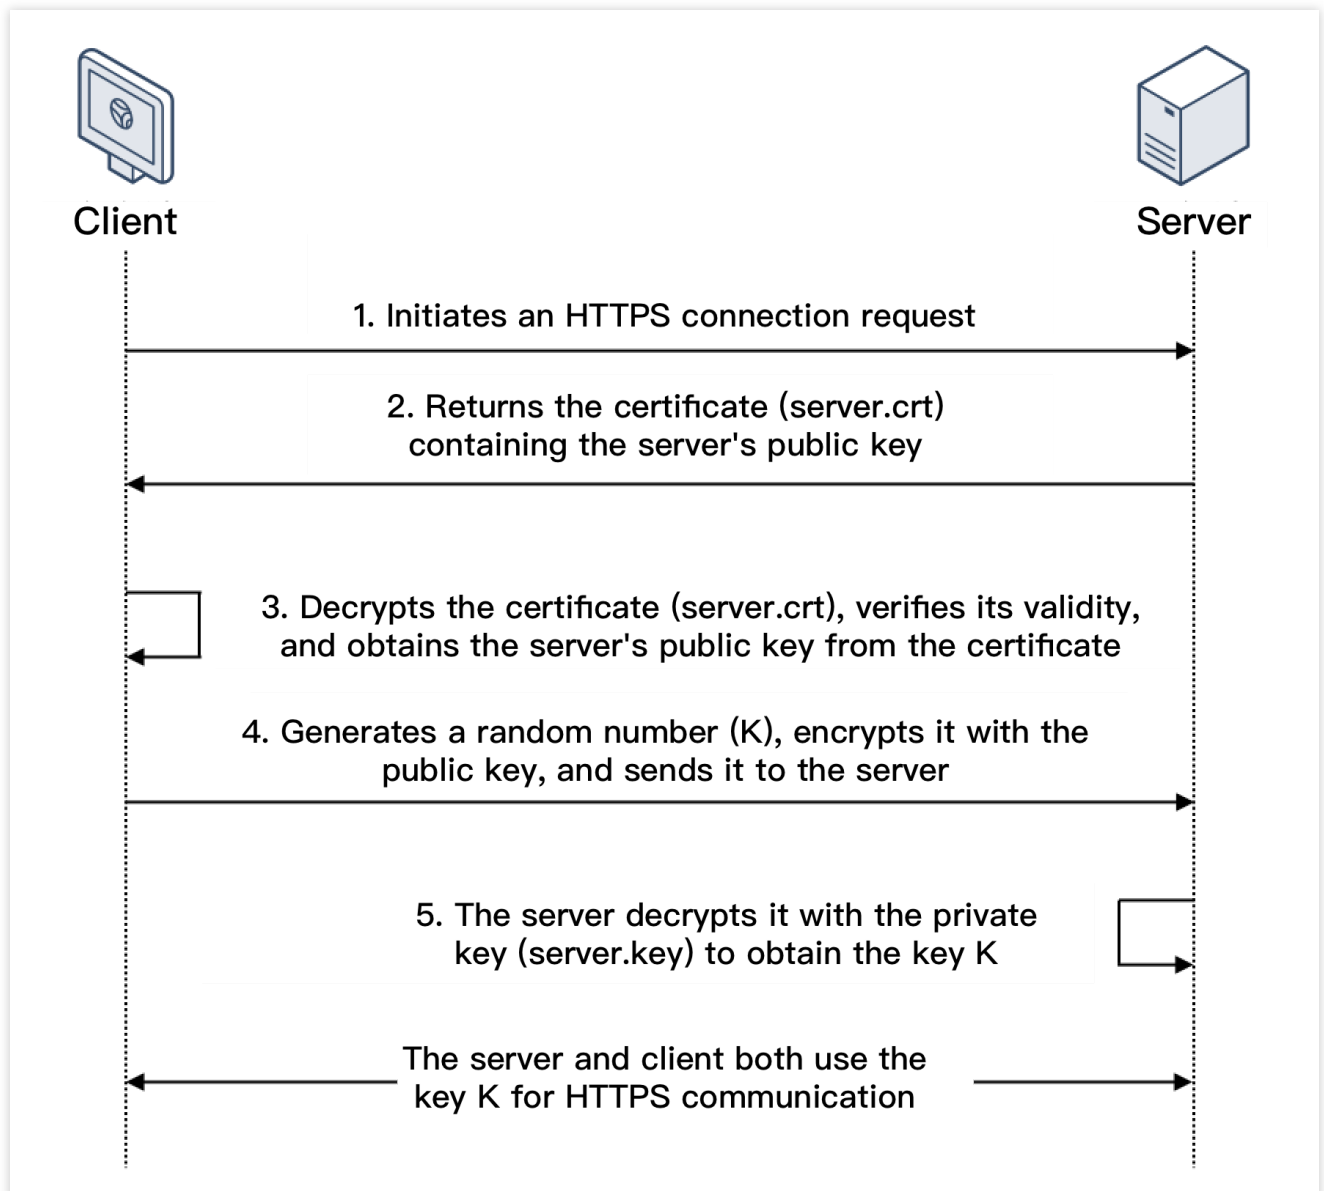 Client
Server
1. Initiates an HTTPS connection request
2. Returns the certificate (server.crt)
containing the server's public key
3. Decrypts the certificate (server.crt), verifies its validity,
and obtains the server's public key from the certificate
4. Generates a random number (K), encrypts it with the
public key, and sends it to the server
5. The server decrypts it with the private
key (server.key) to obtain the key K
The server and client both use the
key K for HTTPS communication